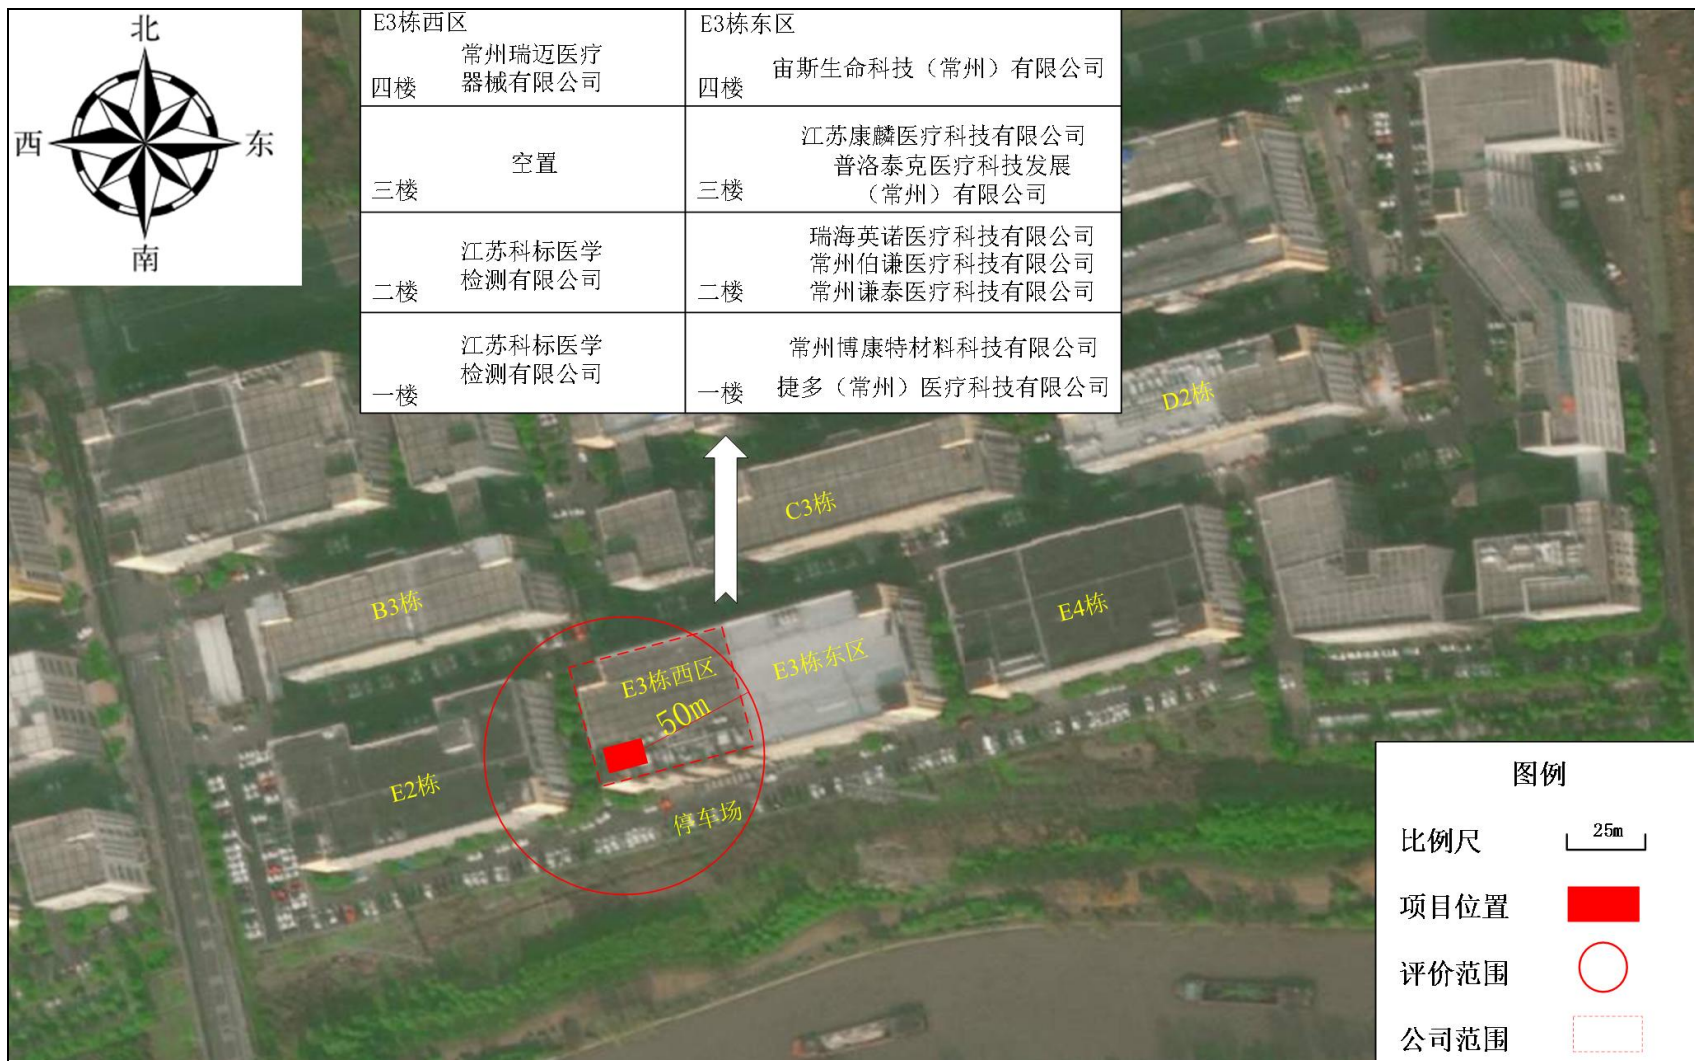 北
西
东
南
E3栋西区
常州瑞迈医疗
器械有限公司
四楼
E3栋东区
宙斯生命科技（常州）有限公司
四楼
空置
三楼
江苏康麟医疗科技有限公司
普洛泰克医疗科技发展
（常州）有限公司
三楼
江苏科标医学
检测有限公司
二楼
瑞海英诺医疗科技有限公司
常州伯谦医疗科技有限公司
常州谦泰医疗科技有限公司
二楼
江苏科标医学
检测有限公司
一楼
常州博康特材料科技有限公司
捷多（常州）医疗科技有限公司
一楼
D2栋
C3栋
B3栋
E4栋
E3栋西区
E3栋东区
50m
E2栋
停车场
图例
比例尺
25m
项目位置
评价范围
公司范围